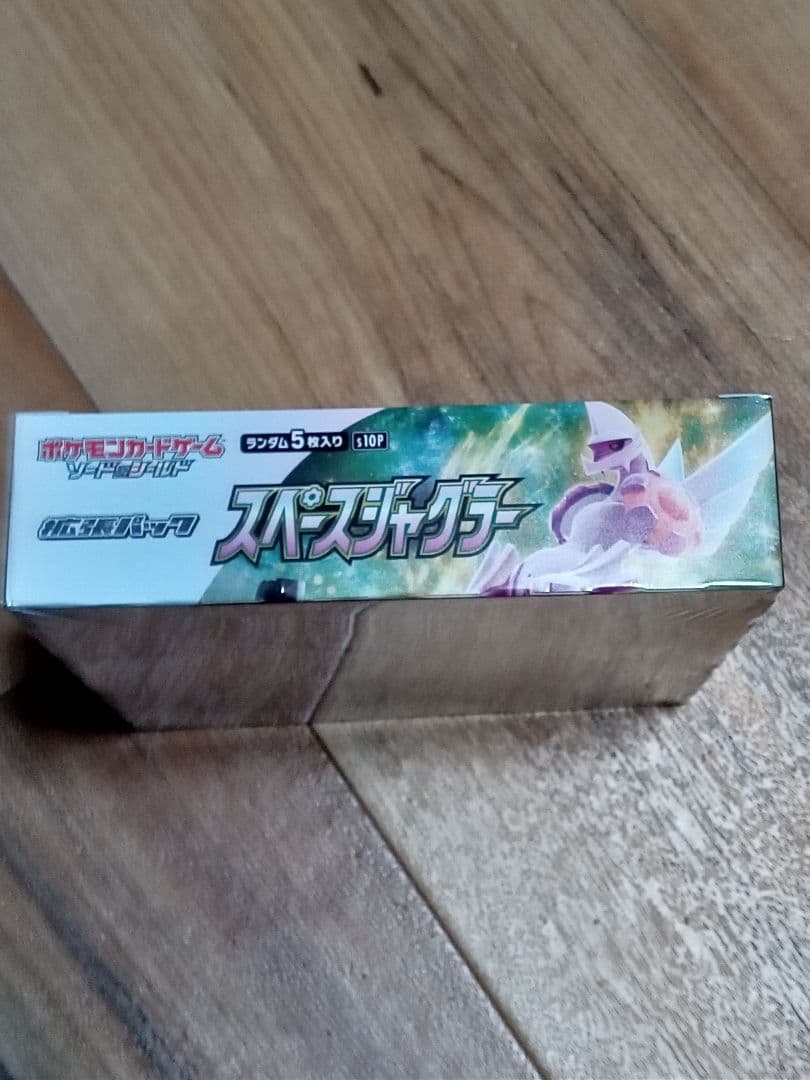 ポケモンカードゲーム
ソード&シールド
ランダム5枚入り s10P
拡張パック
スペースジャグラー